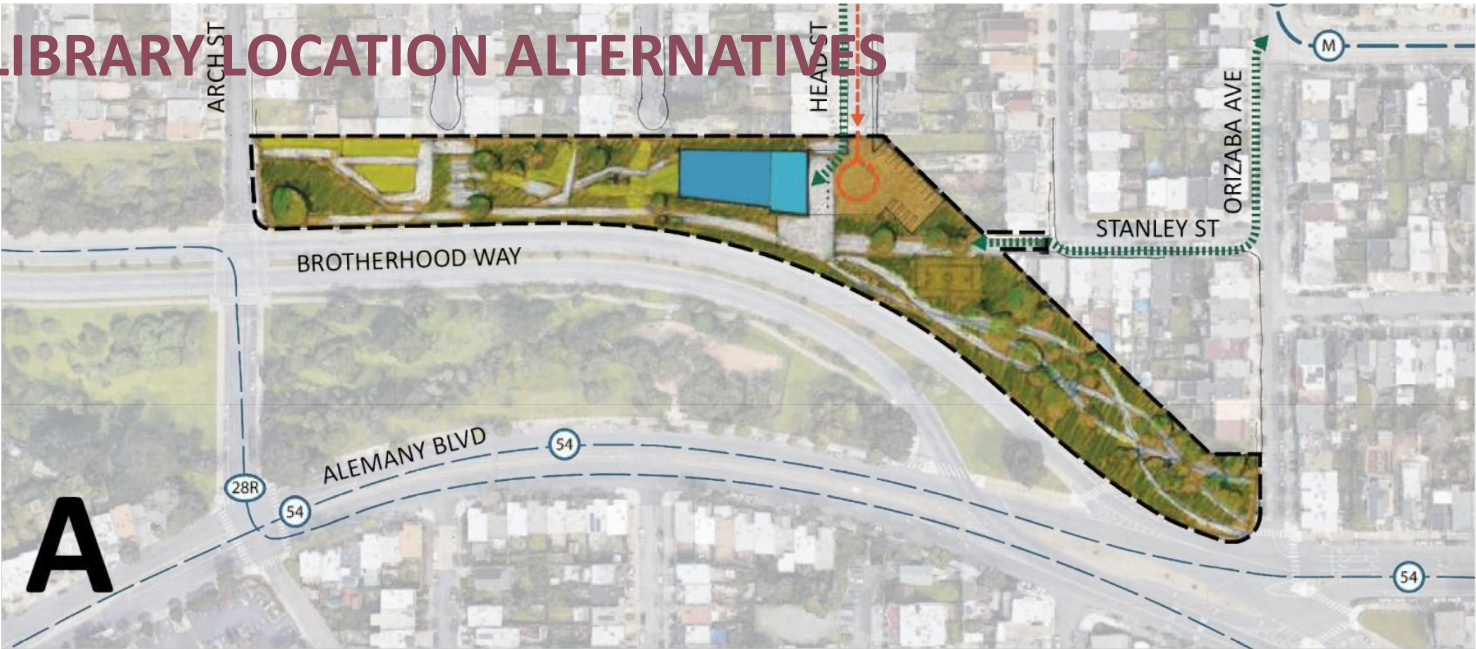 LIBRARY LOCATION ALTERNATIVES
ARCH ST
HEAD ST
ORIZABA AVE
M
STANLEY ST
BROTHERHOOD WAY
ALEMANY BLVD
54
28R
54
54
A